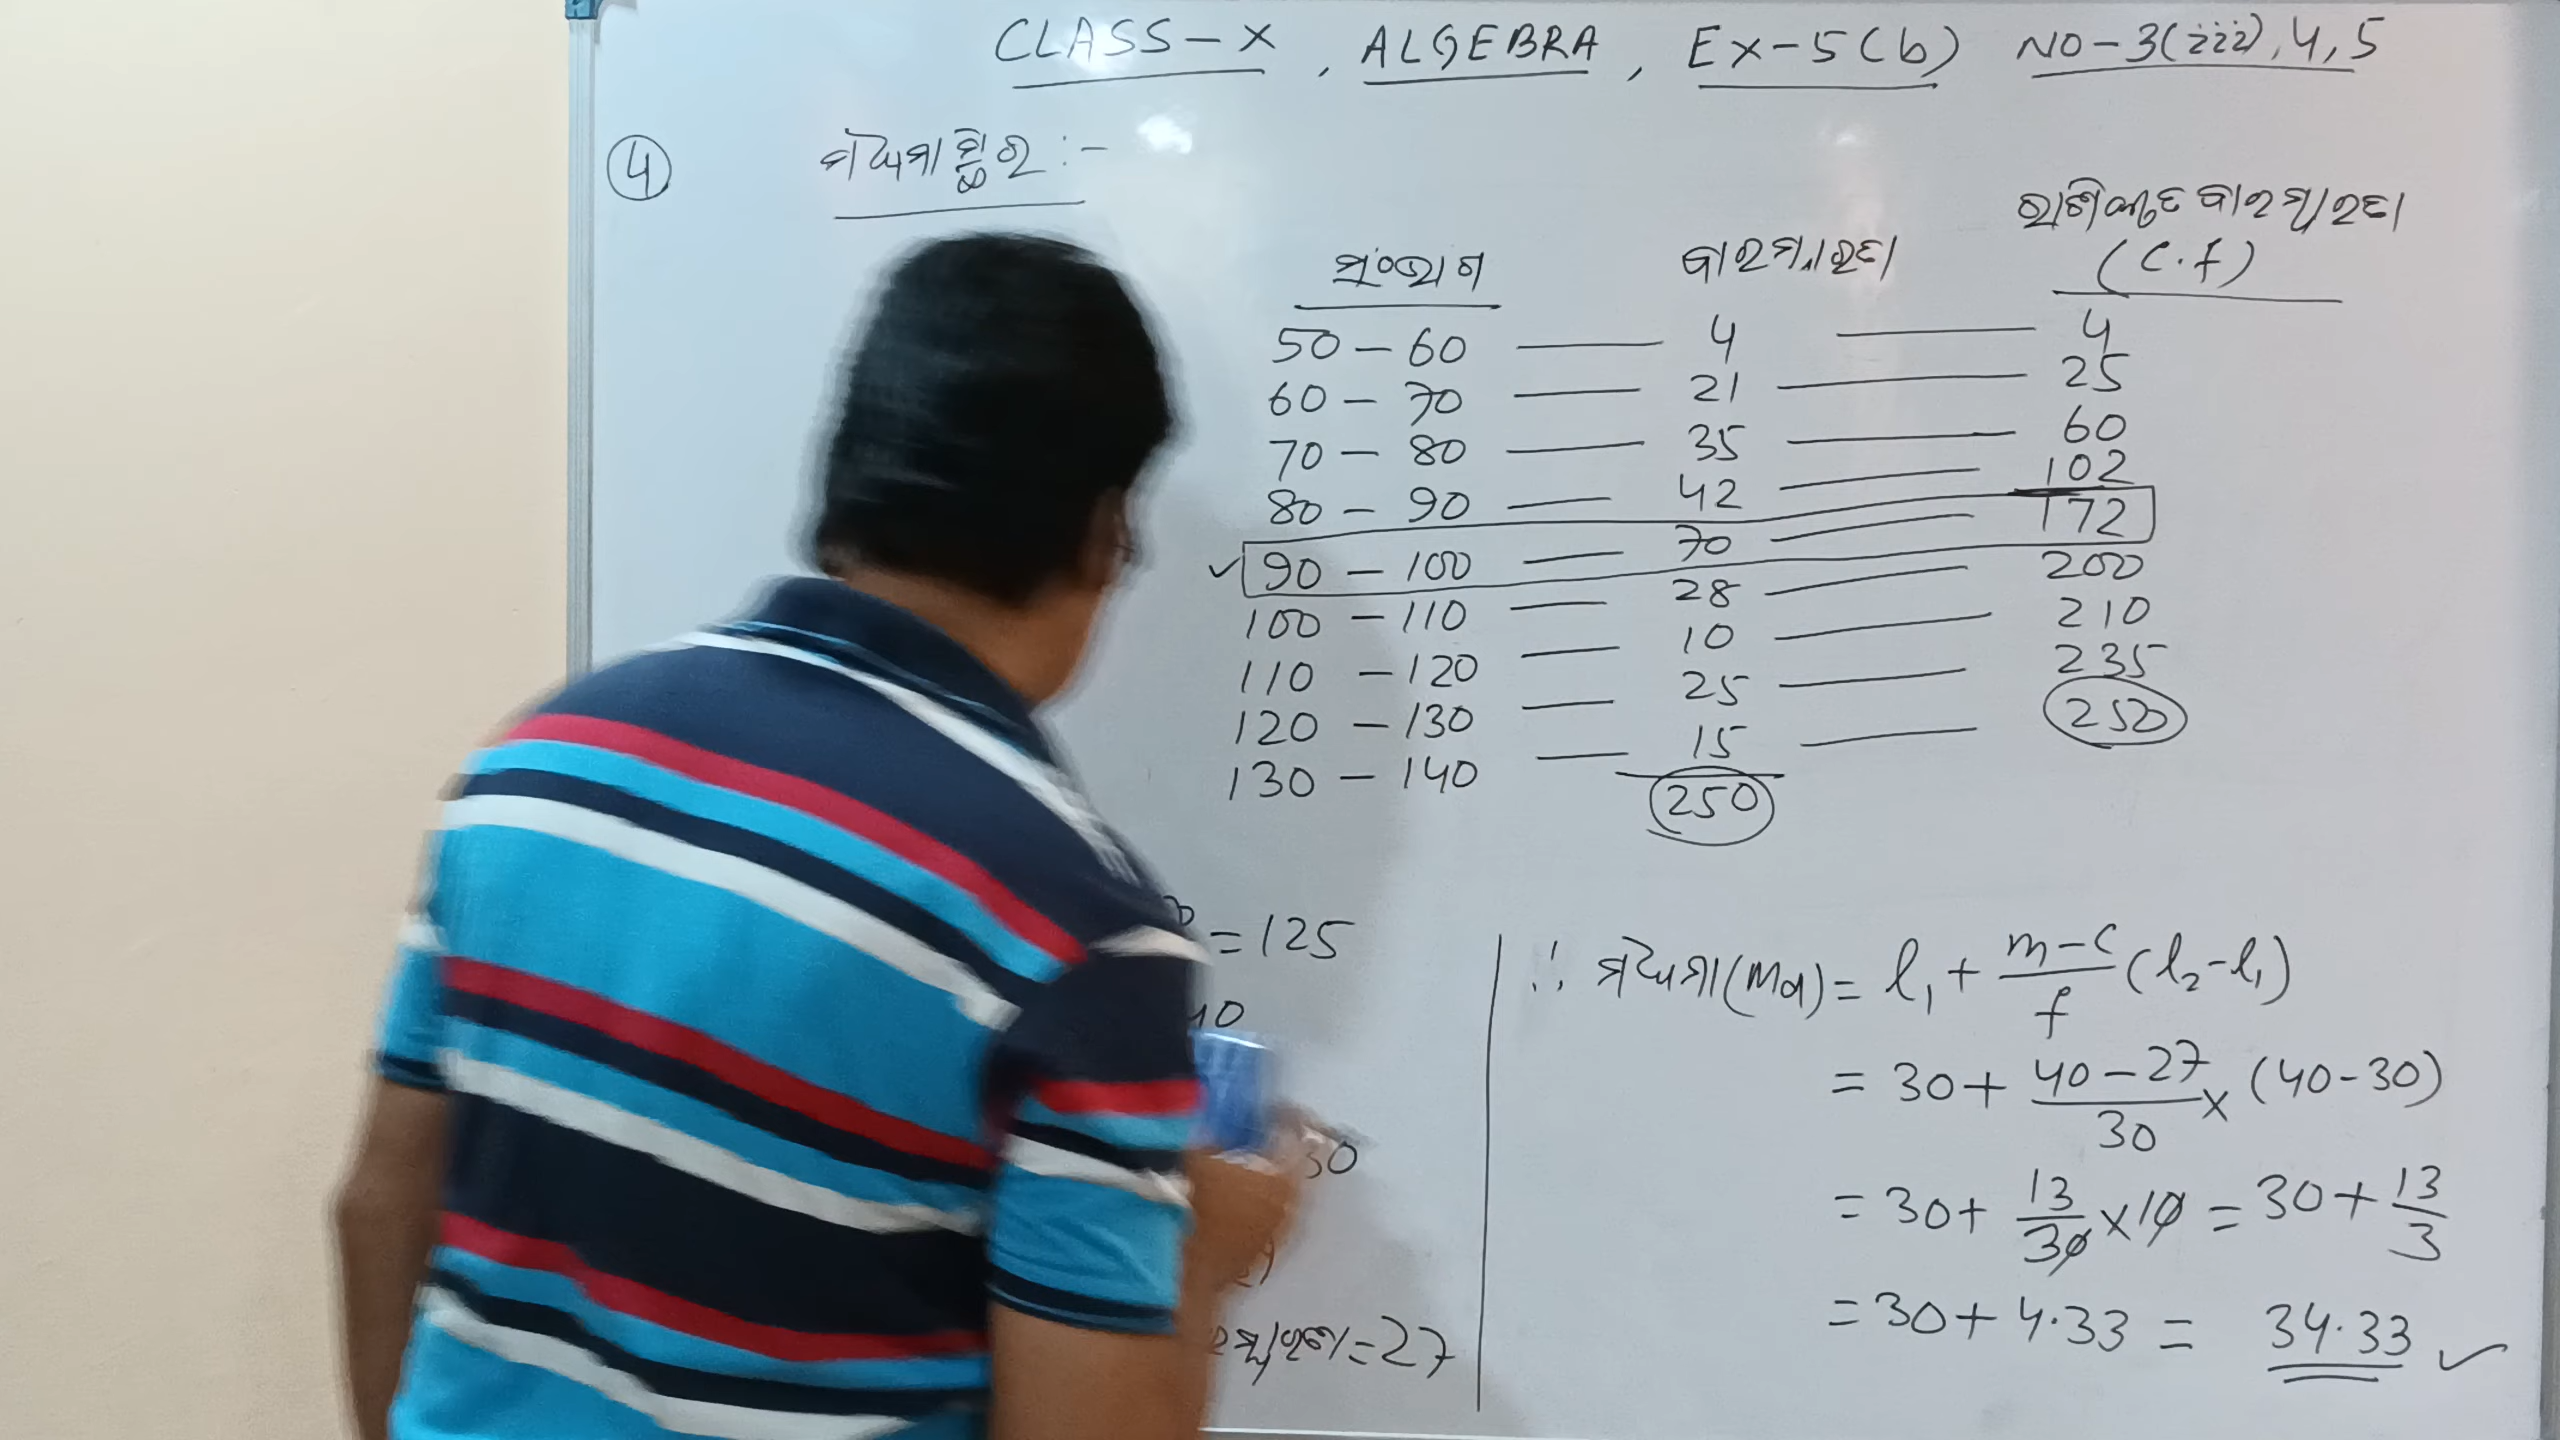 CLASS-X, ALGEBRA, EX-5(b) NO-3(iii),4,5
④ ମଧ୍ୟମା ସ୍ଥିର :-
ସଂଭାଗ ବାରମ୍ବାରତା ରାଶିକୃତ ବାରମ୍ବାରତା
(C.f)
50 - 60 — 4 — 4
60 - 70 — 21 — 25
70 - 80 — 35 — 60
80 - 90 — 42 — 102
✓ 90 - 100 — 70 — 172
100 - 110 — 28 — 200
110 - 120 — 10 — 210
120 - 130 — 25 — 235
130 - 140 — 15 — 250
250
= 125
40
30
=27
∴ ମଧ୍ୟମା (Md) = l₁ + (m-c)/f (l₂-l₁)
= 30 + (40-27)/30 × (40-30)
= 30 + 13/30 × 10 = 30 + 13/3
= 30 + 4.33 = 34.33 ✓